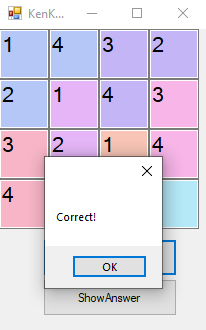 KenK...
1 4 3 2
2 1 4 3
3 2 1 4
4
Correct!
OK
ShowAnswer